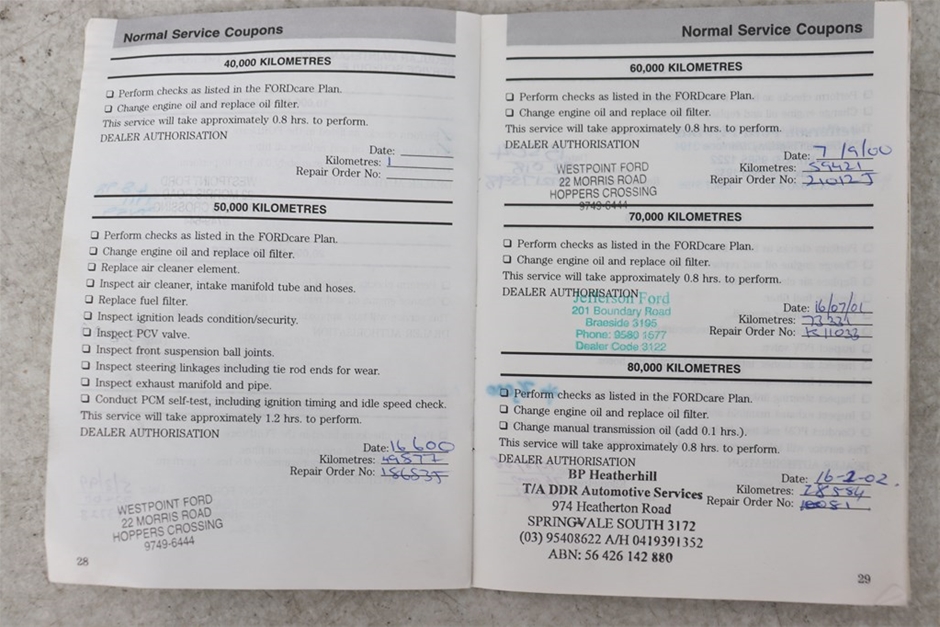 Normal Service Coupons
40,000 KILOMETRES
❏ Perform checks as listed in the FORDcare Plan.
❏ Change engine oil and replace oil filter.
This service will take approximately 0.8 hrs. to perform.
DEALER AUTHORISATION
Date:
Kilometres:
Repair Order No:
50,000 KILOMETRES
❏ Perform checks as listed in the FORDcare Plan.
❏ Change engine oil and replace oil filter.
❏ Replace air cleaner element.
❏ Inspect air cleaner, intake manifold tube and hoses.
❏ Replace fuel filter.
❏ Inspect ignition leads condition/security.
❏ Inspect PCV valve.
❏ Inspect front suspension ball joints.
❏ Inspect steering linkages including tie rod ends for wear.
❏ Inspect exhaust manifold and pipe.
❏ Conduct PCM self-test, including ignition timing and idle speed check.
This service will take approximately 1.2 hrs. to perform.
DEALER AUTHORISATION
Date: 16600
Kilometres: 49877
Repair Order No:
WESTPOINT FORD
22 MORRIS ROAD
HOPPERS CROSSING
9749-6444
28
Normal Service Coupons
60,000 KILOMETRES
❏ Perform checks as listed in the FORDcare Plan.
❏ Change engine oil and replace oil filter.
This service will take approximately 0.8 hrs. to perform.
DEALER AUTHORISATION
Date: 7/9/00
Kilometres: 59421
Repair Order No: 21012J
WESTPOINT FORD
22 MORRIS ROAD
HOPPERS CROSSING
9749-6444
70,000 KILOMETRES
❏ Perform checks as listed in the FORDcare Plan.
❏ Change engine oil and replace oil filter.
This service will take approximately 0.8 hrs. to perform.
DEALER AUTHORISATION
Jefferson Ford
201 Boundary Road
Braeside 3195
Phone: 9580 1677
Dealer Code 3122
Date: 16/07/01
Kilometres: 73331
Repair Order No:
80,000 KILOMETRES
❏ Perform checks as listed in the FORDcare Plan.
❏ Change engine oil and replace oil filter.
❏ Change manual transmission oil (add 0.1 hrs.).
This service will take approximately 0.8 hrs. to perform.
DEALER AUTHORISATION
BP Heatherhill
T/A DDR Automotive Services
974 Heatherton Road
SPRINGVALE SOUTH 3172
(03) 95408622 A/H 0419391352
ABN: 56 426 142 880
Date: 16-2-02.
Kilometres: 78584
Repair Order No:
29